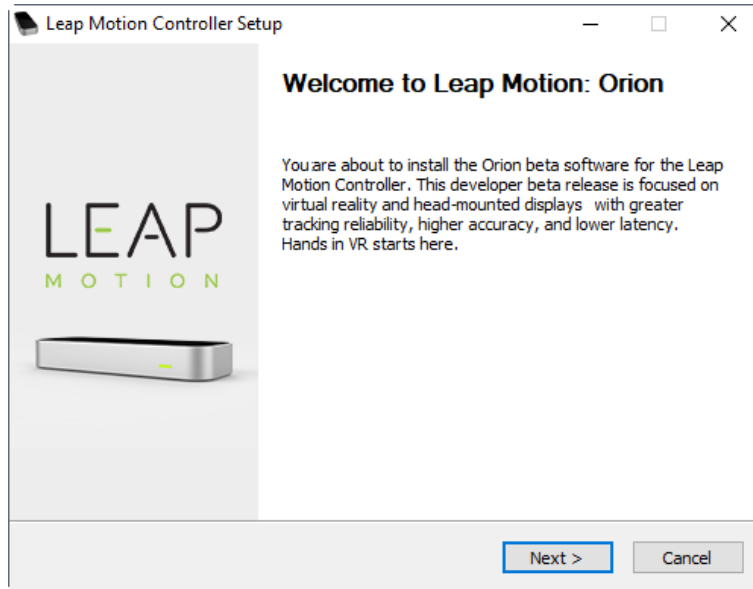 Leap Motion Controller Setup
Welcome to Leap Motion: Orion
You are about to install the Orion beta software for the Leap
Motion Controller. This developer beta release is focused on
virtual reality and head-mounted displays with greater
tracking reliability, higher accuracy, and lower latency.
Hands in VR starts here.
LEAP
MOTION
Next >
Cancel